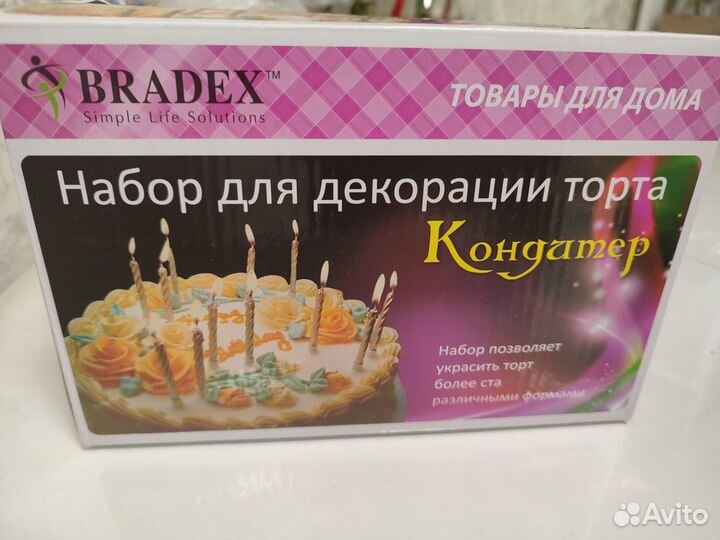 BRADEX™
Simple Life Solutions
ТОВАРЫ ДЛЯ ДОМА
Набор для декорации торта
Кондитер
Набор позволяет
украсить торт
более ста
различными формами
Avito